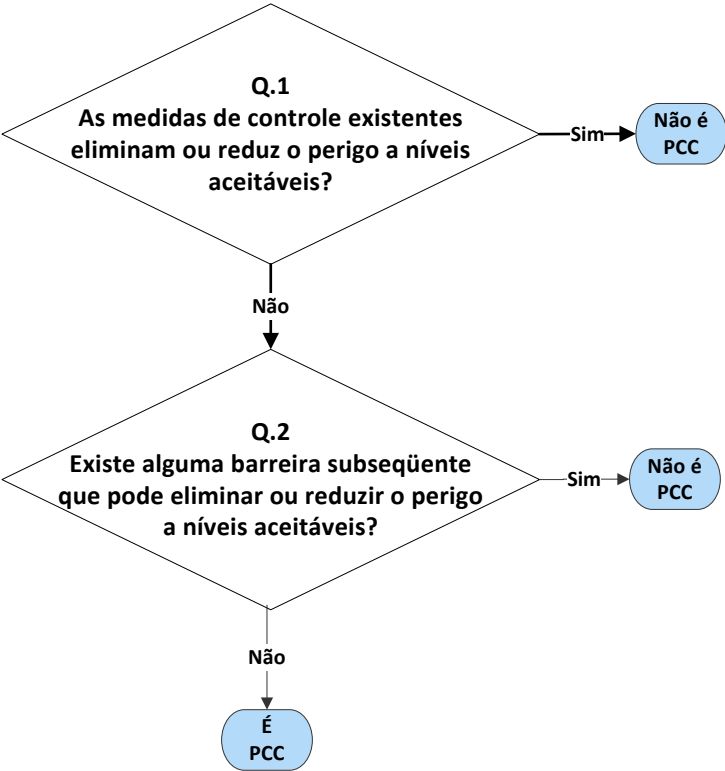 Q.1
As medidas de controle existentes
eliminam ou reduz o perigo a níveis
aceitáveis?
Sim
Não é
PCC
Não
Q.2
Existe alguma barreira subseqüente
que pode eliminar ou reduzir o perigo
a níveis aceitáveis?
Sim
Não é
PCC
Não
É
PCC